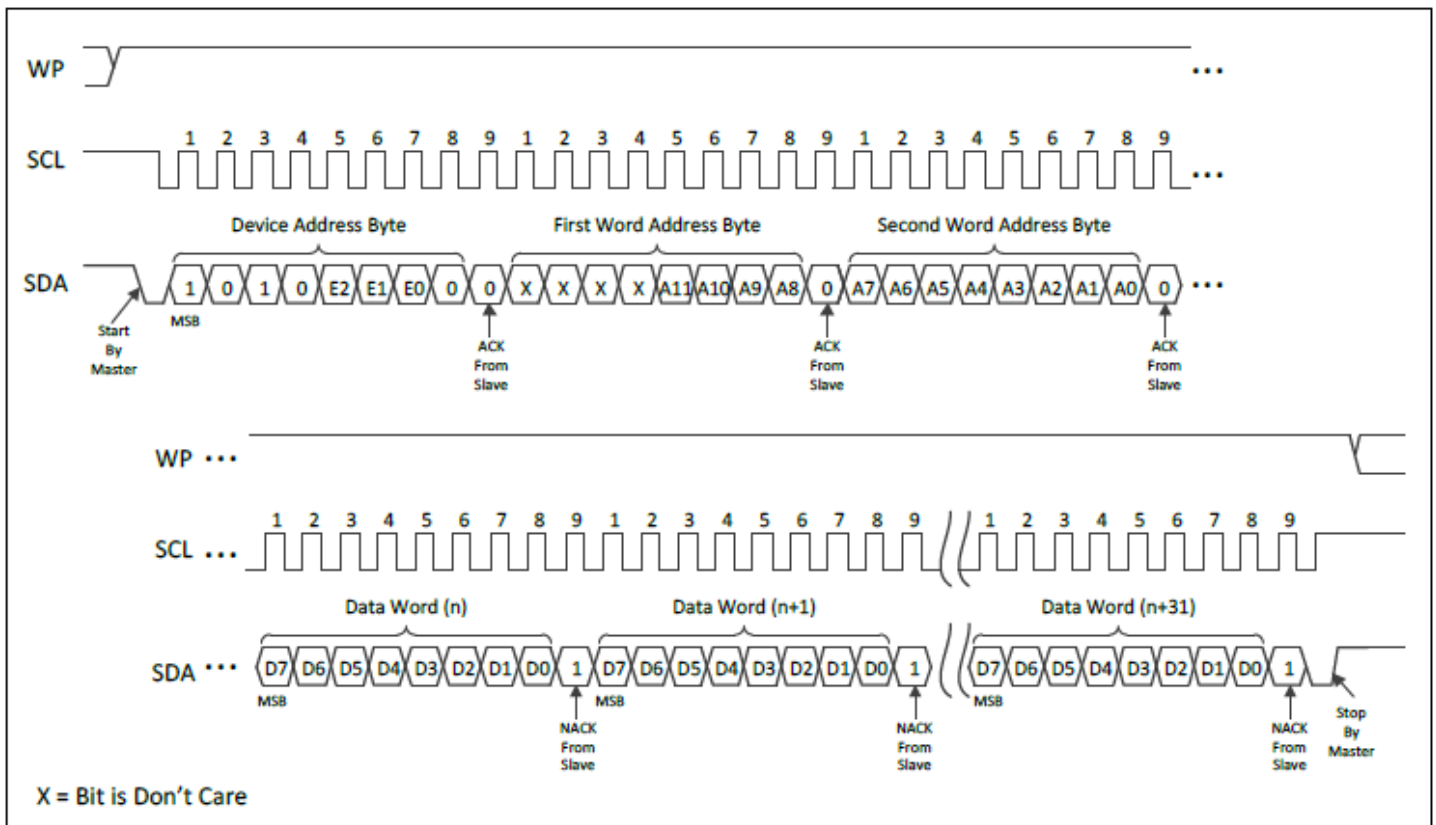 WP
...
1 2 3 4 5 6 7 8 9 1 2 3 4 5 6 7 8 9 1 2 3 4 5 6 7 8 9
SCL
...
Device Address Byte First Word Address Byte Second Word Address Byte
SDA 1 0 1 0 E2 E1 E0 0 0 X X X X A11 A10 A9 A8 0 A7 A6 A5 A4 A3 A2 A1 A0 0 ...
MSB
Start
By
Master
ACK
From
Slave
ACK
From
Slave
ACK
From
Slave
WP ...
1 2 3 4 5 6 7 8 9 1 2 3 4 5 6 7 8 9 1 2 3 4 5 6 7 8 9
SCL ...
Data Word (n) Data Word (n+1) Data Word (n+31)
SDA ... D7 D6 D5 D4 D3 D2 D1 D0 1 D7 D6 D5 D4 D3 D2 D1 D0 1 D7 D6 D5 D4 D3 D2 D1 D0 1
MSB MSB MSB
NACK
From
Slave
NACK
From
Slave
NACK
From
Slave
Stop
By
Master
X = Bit is Don't Care